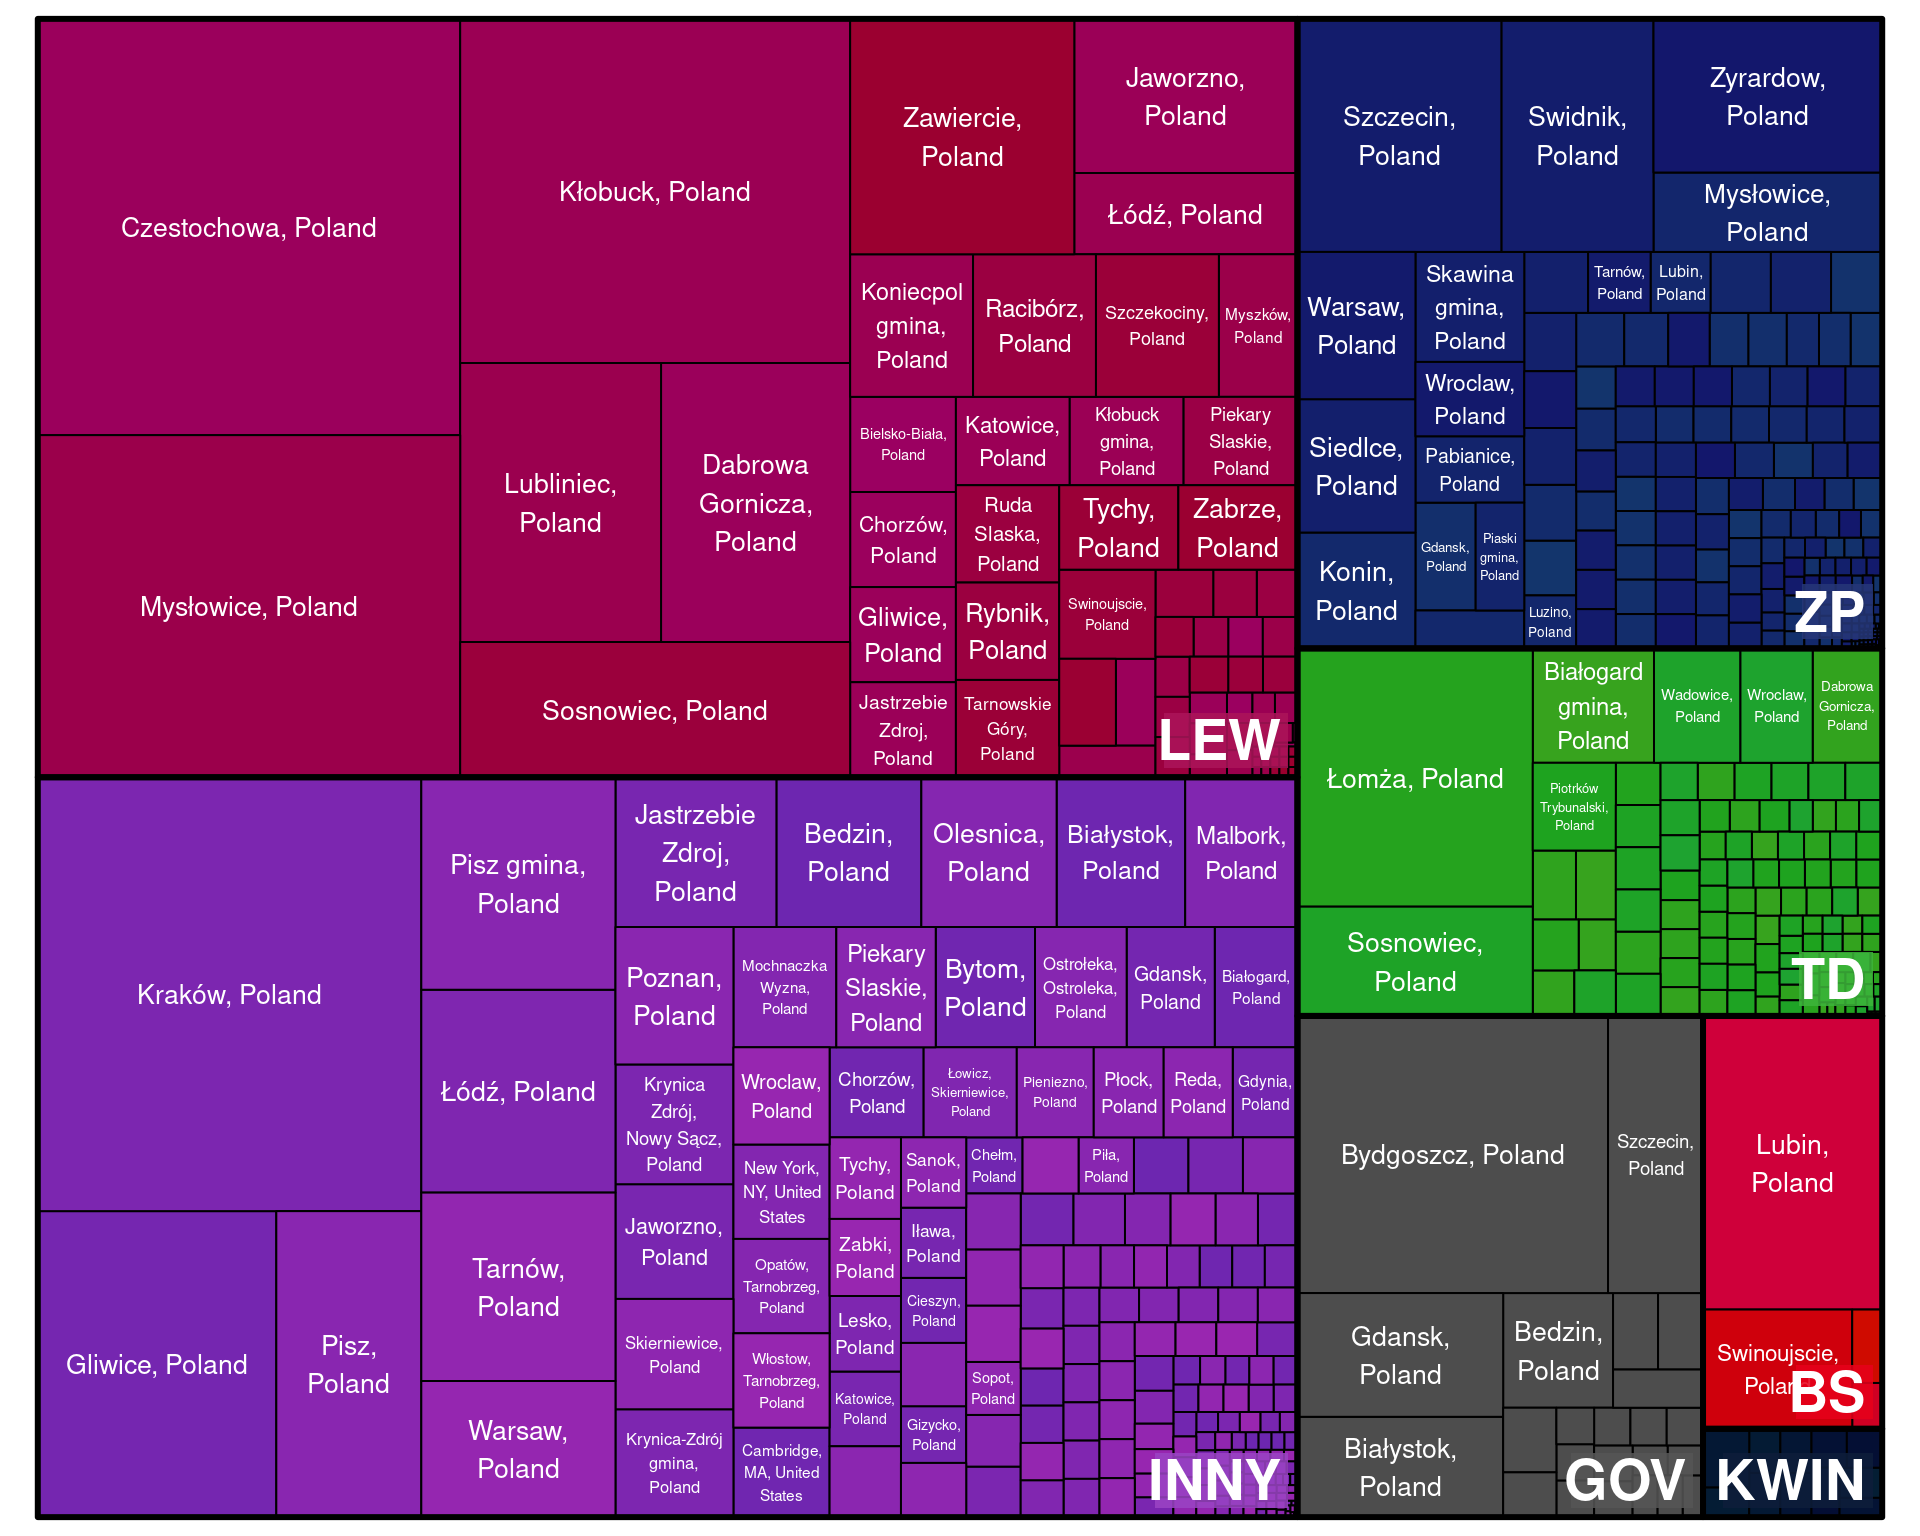 Czestochowa, Poland
Mysłowice, Poland
Kłobuck, Poland
Lubliniec,
Poland
Dabrowa
Gornicza,
Poland
Sosnowiec, Poland
Zawiercie,
Poland
Jaworzno,
Poland
Łódź, Poland
Koniecpol
gmina,
Poland
Racibórz,
Poland
Szczekociny,
Poland
Myszków,
Poland
Bielsko-Biała,
Poland
Katowice,
Poland
Kłobuck
gmina,
Poland
Piekary
Slaskie,
Poland
Chorzów,
Poland
Ruda
Slaska,
Poland
Tychy,
Poland
Zabrze,
Poland
Gliwice,
Poland
Rybnik,
Poland
Swinoujscie,
Poland
Jastrzebie
Zdroj,
Poland
Tarnowskie
Góry,
Poland
LEW
Szczecin,
Poland
Swidnik,
Poland
Zyrardow,
Poland
Mysłowice,
Poland
Warsaw,
Poland
Skawina
gmina,
Poland
Tarnów,
Poland
Lubin,
Poland
Wroclaw,
Poland
Siedlce,
Poland
Pabianice,
Poland
Konin,
Poland
Gdansk,
Poland
Piaski
gmina,
Poland
Luzino,
Poland
ZP
Łomża, Poland
Sosnowiec,
Poland
Białogard
gmina,
Poland
Wadowice,
Poland
Wroclaw,
Poland
Dabrowa
Gornicza,
Poland
Piotrków
Trybunalski,
Poland
TD
Kraków, Poland
Gliwice, Poland
Pisz,
Poland
Pisz gmina,
Poland
Łódź, Poland
Tarnów,
Poland
Warsaw,
Poland
Jastrzebie
Zdroj,
Poland
Bedzin,
Poland
Olesnica,
Poland
Białystok,
Poland
Malbork,
Poland
Poznan,
Poland
Mochnaczka
Wyzna,
Poland
Piekary
Slaskie,
Poland
Bytom,
Poland
Ostrołeka,
Ostroleka,
Poland
Gdansk,
Poland
Białogard,
Poland
Krynica
Zdrój,
Nowy Sącz,
Poland
Wroclaw,
Poland
Chorzów,
Poland
Łowicz,
Skierniewice,
Poland
Pieniezno,
Poland
Płock,
Poland
Reda,
Poland
Gdynia,
Poland
Jaworzno,
Poland
New York,
NY, United
States
Tychy,
Poland
Sanok,
Poland
Chełm,
Poland
Piła,
Poland
Skierniewice,
Poland
Opatów,
Tarnobrzeg,
Poland
Zabki,
Poland
Iława,
Poland
Cieszyn,
Poland
Krynica-Zdrój
gmina,
Poland
Włostow,
Tarnobrzeg,
Poland
Lesko,
Poland
Katowice,
Poland
Sopot,
Poland
Gizycko,
Poland
Cambridge,
MA, United
States
INNY
Bydgoszcz, Poland
Szczecin,
Poland
Gdansk,
Poland
Bedzin,
Poland
Białystok,
Poland
GOV
Lubin,
Poland
Swinoujscie,
Poland
BS
KWIN